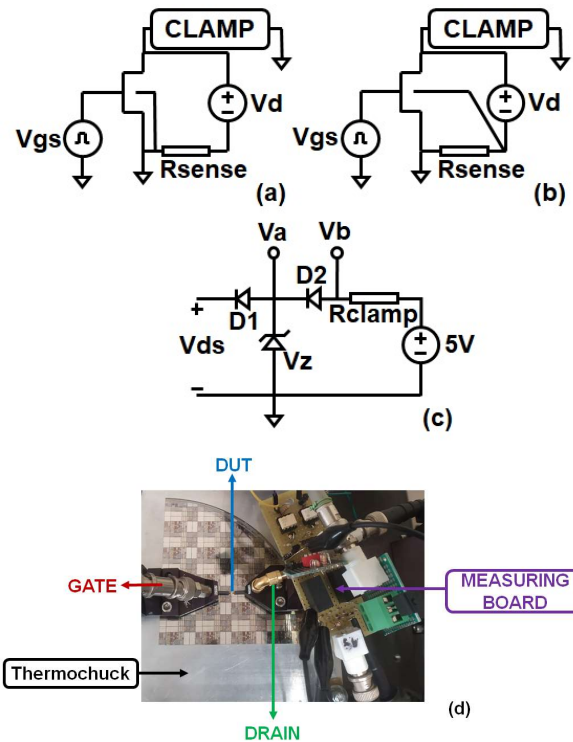 CLAMP
Vgs
Vd
Rsense
(a)
CLAMP
Vgs
Vd
Rsense
(b)
Va
Vb
D2
+
D1
Rclamp
Vds
Vz
+
−
5V
−
(c)
DUT
GATE
MEASURING
BOARD
Thermochuck
DRAIN
(d)